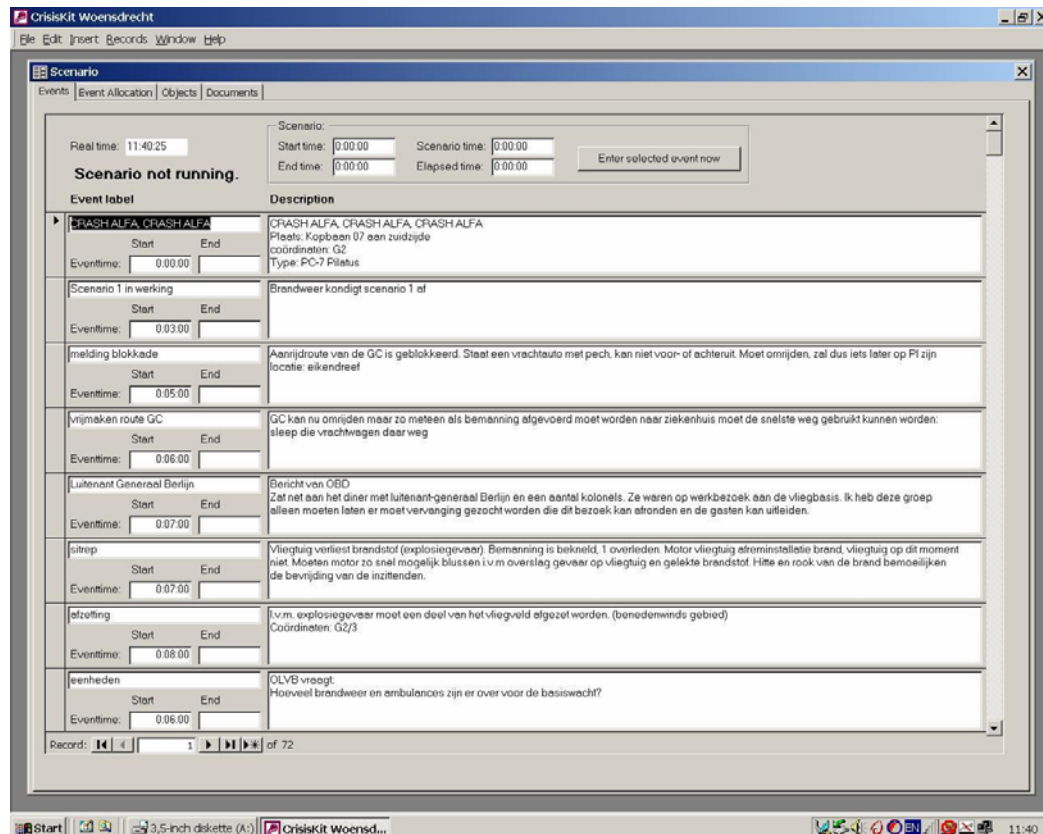 CrisisKit Woensdrecht
File Edit Insert Records Window Help
Scenario
Events Event Allocation Objects Documents
Scenario:
Real time: 11:40:25
Start time: 0:00:00 Scenario time: 0:00:00
End time: 0:00:00 Elapsed time: 0:00:00
Enter selected event now
Scenario not running.
Event label Description
CRASH ALFA, CRASH ALFA
Start End
Eventtime: 0:00:00
CRASH ALFA, CRASH ALFA, CRASH ALFA
Plaats: Kopbaan 07 aan zuidzijde
coördinaten: G2
Type: PC-7 Pilatus
Scenario 1 in werking
Start End
Eventtime: 0:03:00
Brandweer kondigt scenario 1 af
melding blokkade
Start End
Eventtime: 0:05:00
Aanrijdroute van de GC is geblokkeerd. Staat een vrachtauto met pech, kan niet voor- of achteruit. Moet omrijden, zal dus iets later op PI zijn
locatie: eikendreef
vrijmaken route GC
Start End
Eventtime: 0:06:00
GC kan nu omrijden maar zo meteen als bemanning afgevoerd moet worden naar ziekenhuis moet de snelste weg gebruikt kunnen worden:
sleep die vrachtwagen daar weg
Luitenant Generaal Berlijn
Start End
Eventtime: 0:07:00
Bericht van OBD
Zat net aan het diner met luitenant-generaal Berlijn en een aantal kolonels. Ze waren op werkbezoek aan de vliegbasis. Ik heb deze groep
alleen moeten laten er moet vervanging gezocht worden die dit bezoek kan afronden en de gasten kan uitleiden.
sitrep
Start End
Eventtime: 0:07:00
Vliegtuig verliest brandstof (explosiegevaar). Bemanning is bekneld, 1 overleden. Motor vliegtuig afreminstallatie brand, vliegtuig op dit moment
niet. Moeten motor zo snel mogelijk blussen i.v.m overslag gevaar op vliegtuig en gelekte brandstof. Hitte en rook van de brand bemoeilijken
de bevrijding van de inzittenden.
afzetting
Start End
Eventtime: 0:08:00
I.v.m. explosiegevaar moet een deel van het vliegveld afgezet worden. (benedenwinds gebied)
Coördinaten: G2/3
eenheden
Start End
Eventtime: 0:06:00
OLVB vraagt:
Hoeveel brandweer en ambulances zijn er over voor de basiswacht?
Record: 1 of 72
Start 3,5-inch diskette (A:) CrisisKit Woensd... EN 11:40